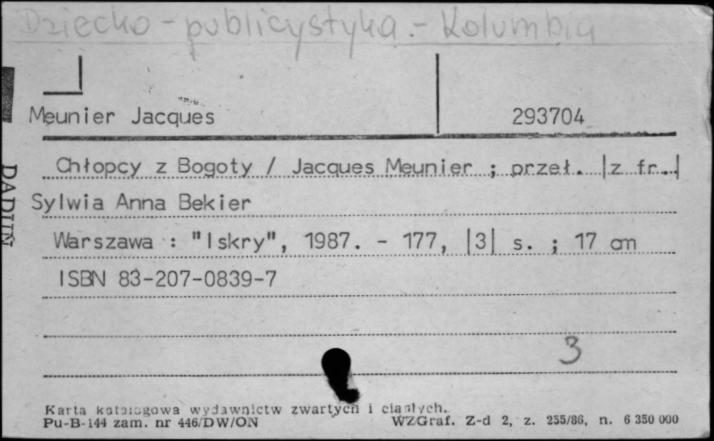 Dziecko - publicystyka. - Kolumbia
Meunier Jacques 293704
Chłopcy z Bogoty / Jacques Meunier ; przeł. |z fr.|
Sylwia Anna Bekier
Warszawa : "Iskry", 1987. - 177, |3| s. ; 17 cm
ISBN 83-207-0839-7
3
Karta katalogowa wydawnictw zwartych i ciągłych.
Pu-B-144 zam. nr 446/DW/ON WZGraf. Z-d 2, z. 255/86, n. 6 350 000